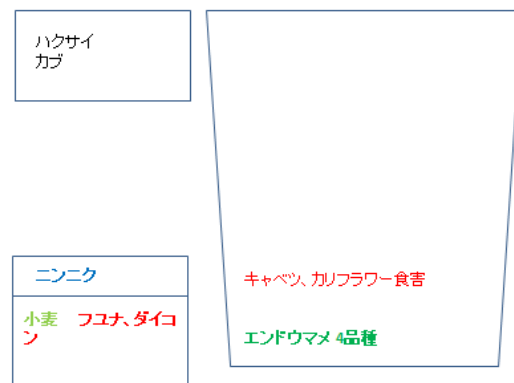 ハクサイ
カブ
ニンニク
小麦 フユナ、ダイコ
ン
キャベツ、カリフラワー食害
エンドウマメ 4品種